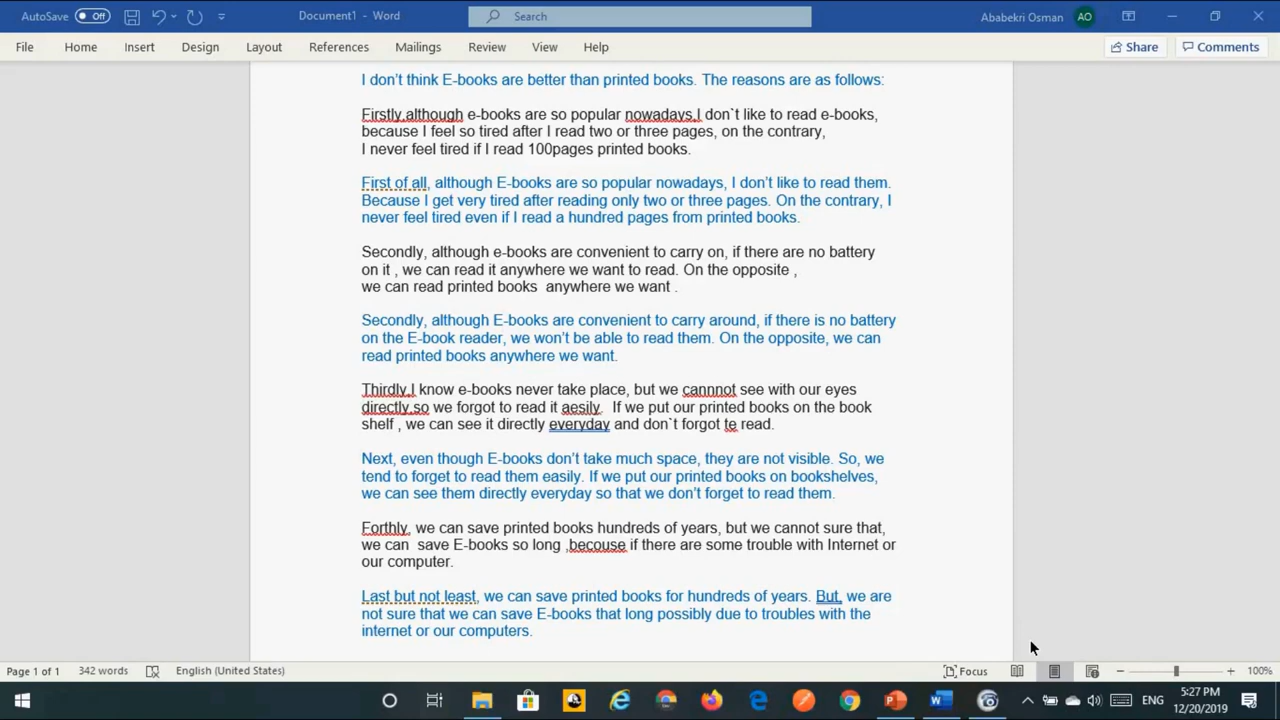 AutoSave Off Document1 - Word Search Ababekri Osman AO
File Home Insert Design Layout References Mailings Review View Help Share Comments
I don't think E-books are better than printed books. The reasons are as follows:
Firstly,although e-books are so popular nowadays,I don`t like to read e-books,
because I feel so tired after I read two or three pages, on the contrary,
I never feel tired if I read 100pages printed books.
First of all, although E-books are so popular nowadays, I don't like to read them.
Because I get very tired after reading only two or three pages. On the contrary, I
never feel tired even if I read a hundred pages from printed books.
Secondly, although e-books are convenient to carry on, if there are no battery
on it , we can read it anywhere we want to read. On the opposite ,
we can read printed books  anywhere we want .
Secondly, although E-books are convenient to carry around, if there is no battery
on the E-book reader, we won't be able to read them. On the opposite, we can
read printed books anywhere we want.
Thirdly,I know e-books never take place, but we cannnot see with our eyes
directly,so we forgot to read it aesily.  If we put our printed books on the book
shelf , we can see it directly everyday and don`t forgot te read.
Next, even though E-books don't take much space, they are not visible. So, we
tend to forget to read them easily. If we put our printed books on bookshelves,
we can see them directly everyday so that we don't forget to read them.
Forthly, we can save printed books hundreds of years, but we cannot sure that,
we can  save E-books so long ,becouse if there are some trouble with Internet or
our computer.
Last but not least, we can save printed books for hundreds of years. But, we are
not sure that we can save E-books that long possibly due to troubles with the
internet or our computers.
Page 1 of 1 342 words English (United States) Focus 100%
ENG 5:27 PM
12/20/2019